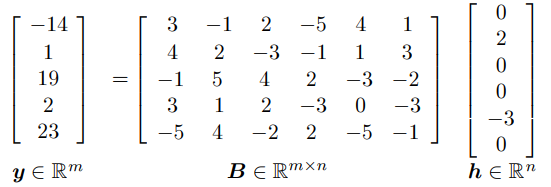 [ -14 1 19 2 23 ] = [ 3 -1 2 -5 4 1 ] [ 0 2 0 0 -3 0 ]
4 2 -3 -1 1 3
-1 5 4 2 -3 -2
3 1 2 -3 0 -3
-5 4 -2 2 -5 -1
y ∈ ℝ^m B ∈ ℝ^{m×n} h ∈ ℝ^n